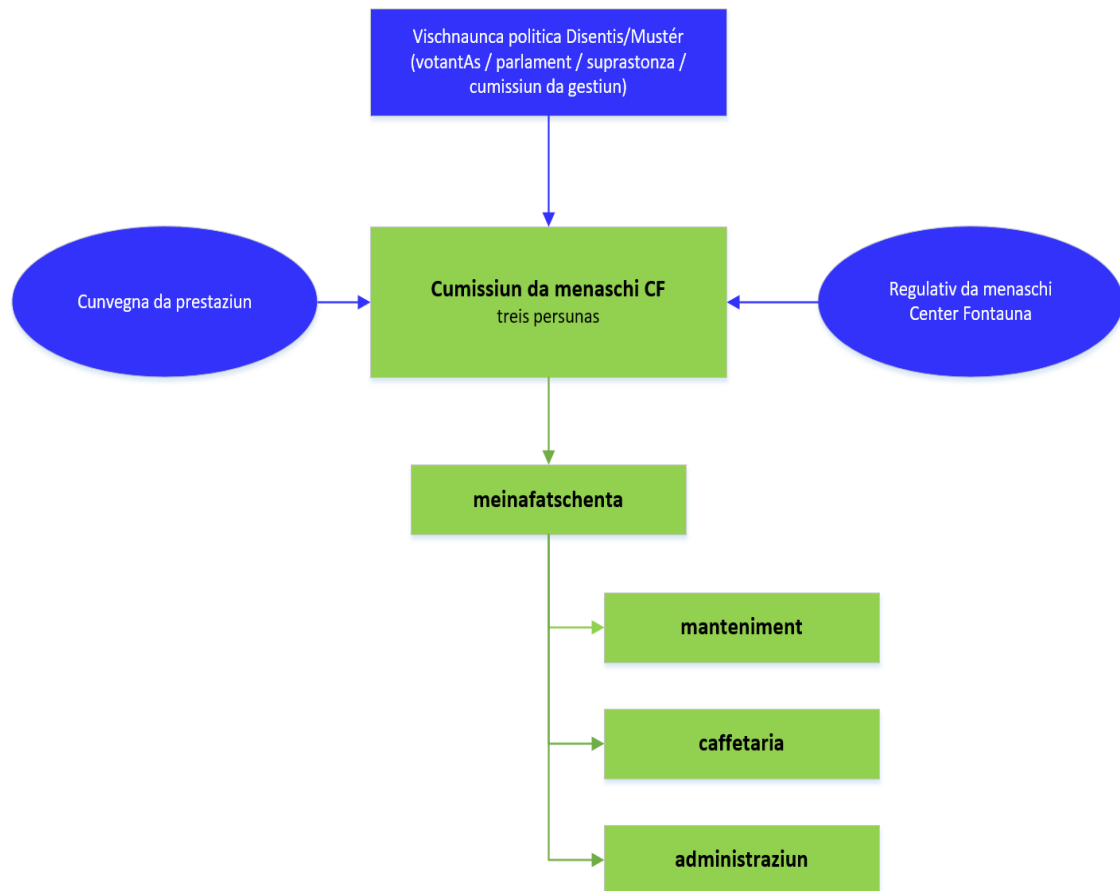 Vischnaunca politica Disentis/Mustér
(votantAs / parlament / suprastonza /
cumissiun da gestiun)
Cunvegna da prestaziun
Cumissiun da menaschi CF
treis persunas
Regulativ da menaschi
Center Fontauna
meinafatschenta
manteniment
caffetaria
administraziun